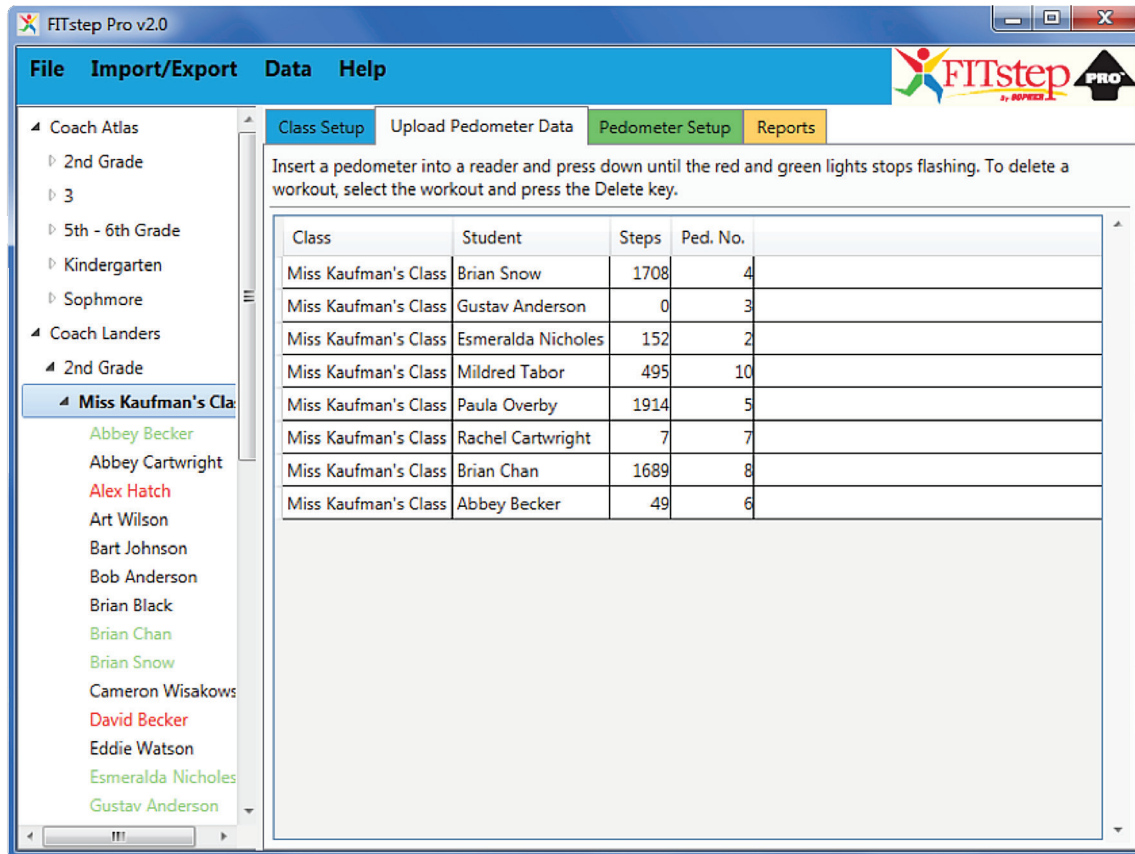 FITstep Pro v2.0
File Import/Export Data Help
FITstep PRO
By GOPHER
Coach Atlas
2nd Grade
3
5th - 6th Grade
Kindergarten
Sophmore
Coach Landers
2nd Grade
Miss Kaufman's Cla
Abbey Becker
Abbey Cartwright
Alex Hatch
Art Wilson
Bart Johnson
Bob Anderson
Brian Black
Brian Chan
Brian Snow
Cameron Wisakows
David Becker
Eddie Watson
Esmeralda Nicholes
Gustav Anderson
Class Setup Upload Pedometer Data Pedometer Setup Reports
Insert a pedometer into a reader and press down until the red and green lights stops flashing. To delete a
workout, select the workout and press the Delete key.
Class Student Steps Ped. No.
Miss Kaufman's Class Brian Snow 1708 4
Miss Kaufman's Class Gustav Anderson 0 3
Miss Kaufman's Class Esmeralda Nicholes 152 2
Miss Kaufman's Class Mildred Tabor 495 10
Miss Kaufman's Class Paula Overby 1914 5
Miss Kaufman's Class Rachel Cartwright 7 7
Miss Kaufman's Class Brian Chan 1689 8
Miss Kaufman's Class Abbey Becker 49 6